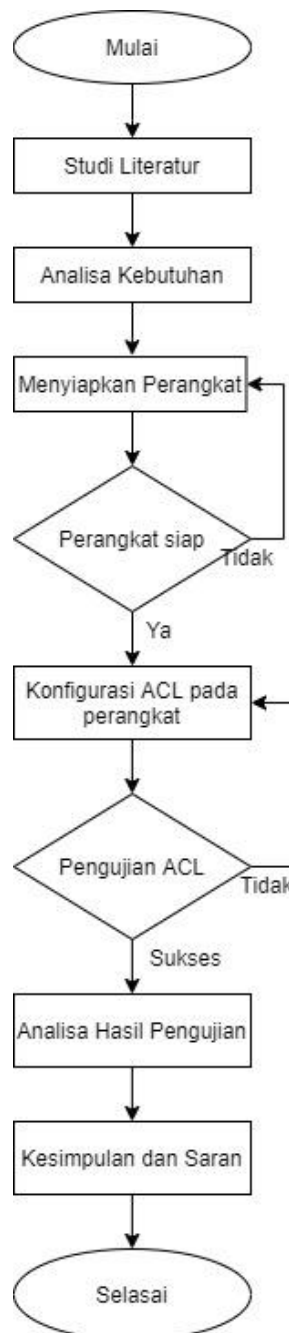 Mulai
Studi Literatur
Analisa Kebutuhan
Menyiapkan Perangkat
Perangkat siap
Tidak
Ya
Konfigurasi ACL pada
perangkat
Pengujian ACL
Tidak
Sukses
Analisa Hasil Pengujian
Kesimpulan dan Saran
Selasai